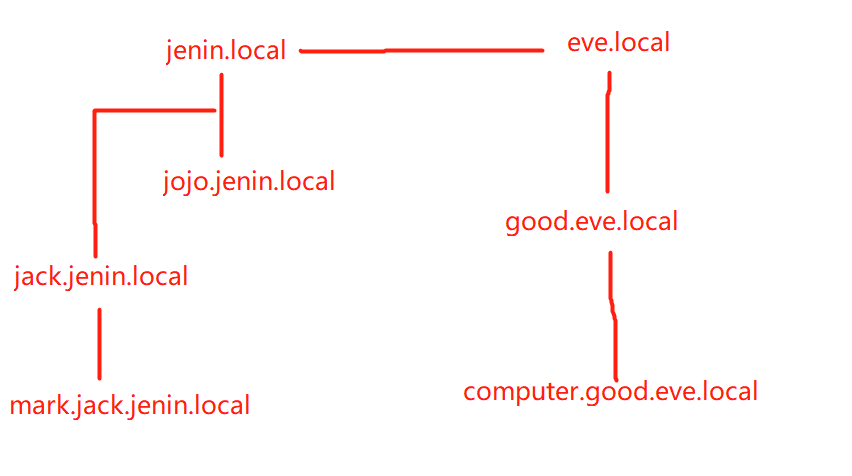 jenin.local
eve.local
jojo.jenin.local
good.eve.local
jack.jenin.local
mark.jack.jenin.local
computer.good.eve.local